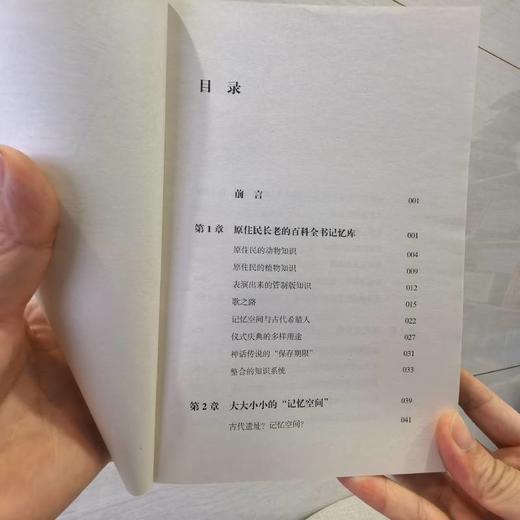 目 录
前 言 001
第1章 原住民长老的百科全书记忆库 001
原住民的动物知识 004
原住民的植物知识 009
表演出来的管制版知识 012
歌之路 015
记忆空间与古代希腊人 022
仪式庆典的多样用途 027
神话传说的“保存期限” 031
整合的知识系统 033
第2章 大大小小的“记忆空间” 039
古代遗址？记忆空间？ 041